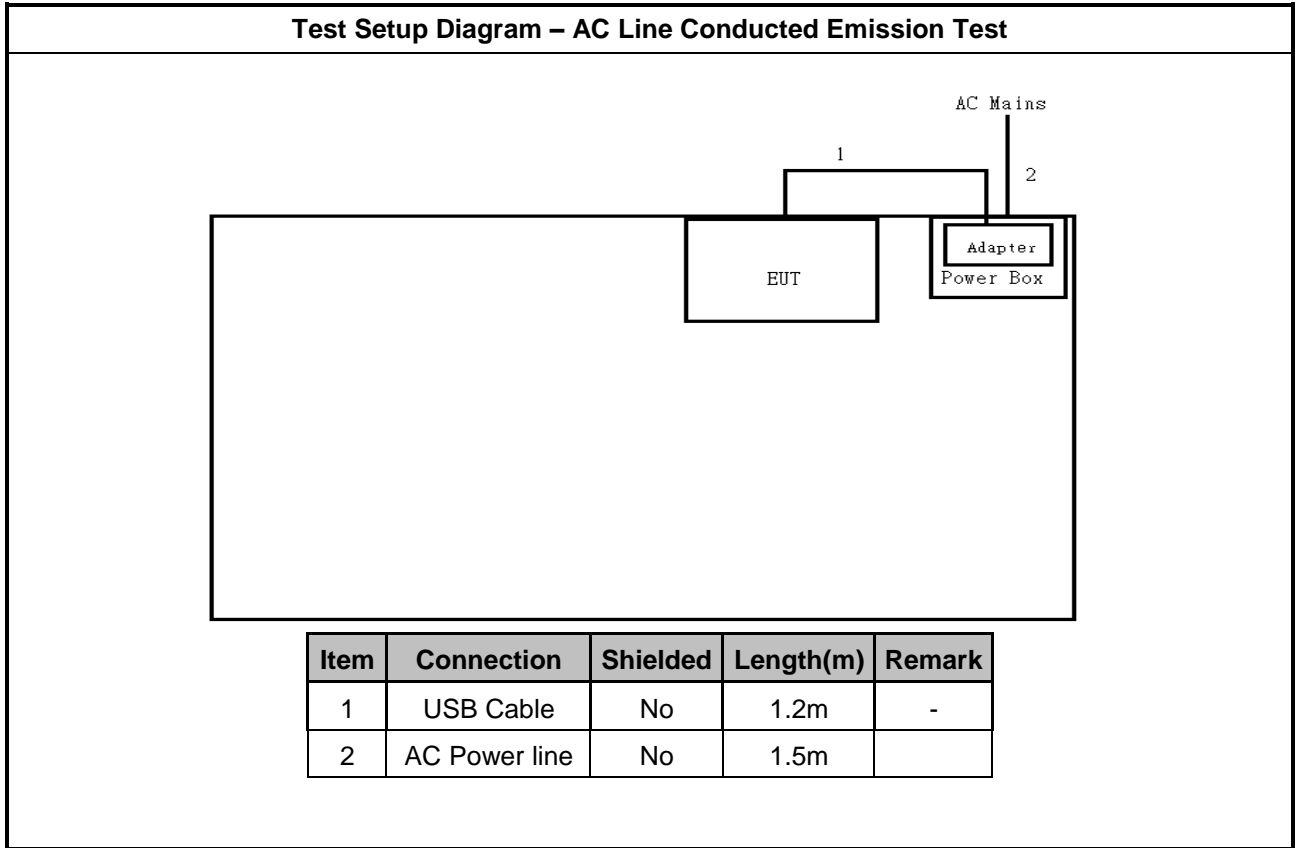 Test Setup Diagram – AC Line Conducted Emission Test
AC Mains
1
2
Adapter
EUT
Power Box
Item Connection Shielded Length(m) Remark
1 USB Cable No 1.2m -
2 AC Power line No 1.5m